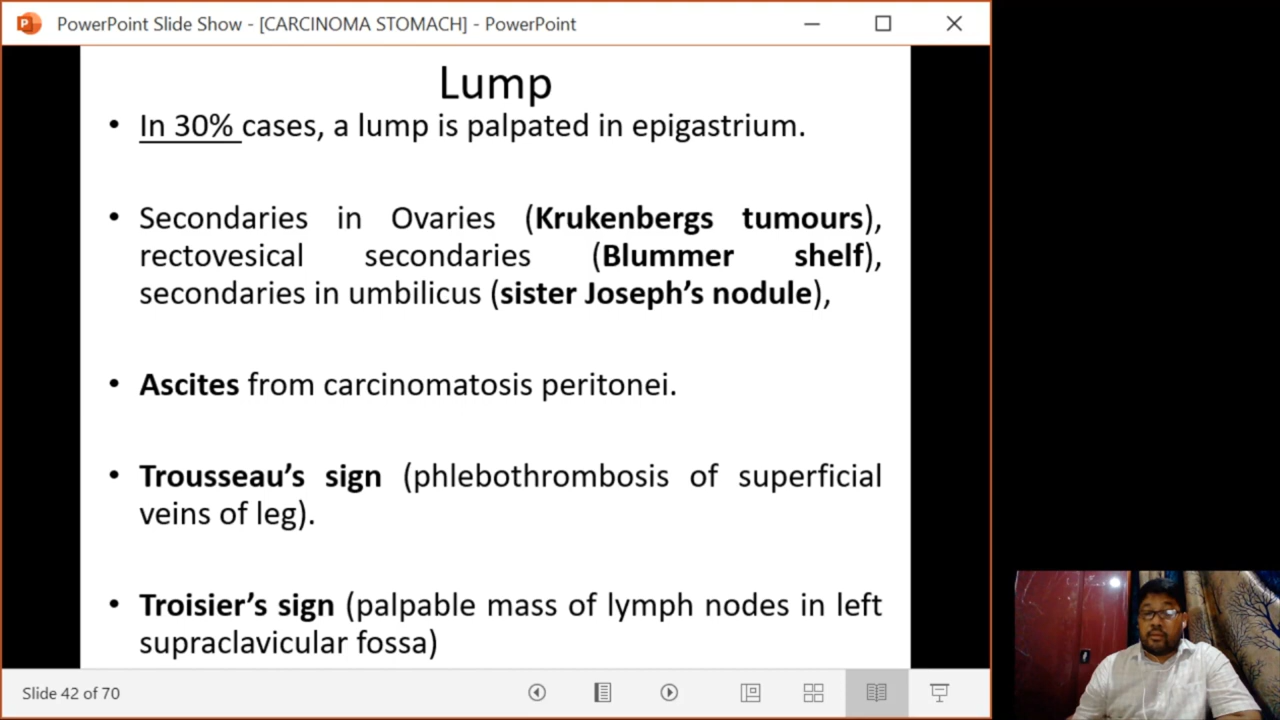 PowerPoint Slide Show - [CARCINOMA STOMACH] - PowerPoint
Lump
• In 30% cases, a lump is palpated in epigastrium.
• Secondaries in Ovaries (Krukenbergs tumours),
rectovesical secondaries (Blummer shelf),
secondaries in umbilicus (sister Joseph’s nodule),
• Ascites from carcinomatosis peritonei.
• Trousseau’s sign (phlebothrombosis of superficial
veins of leg).
• Troisier’s sign (palpable mass of lymph nodes in left
supraclavicular fossa)
Slide 42 of 70